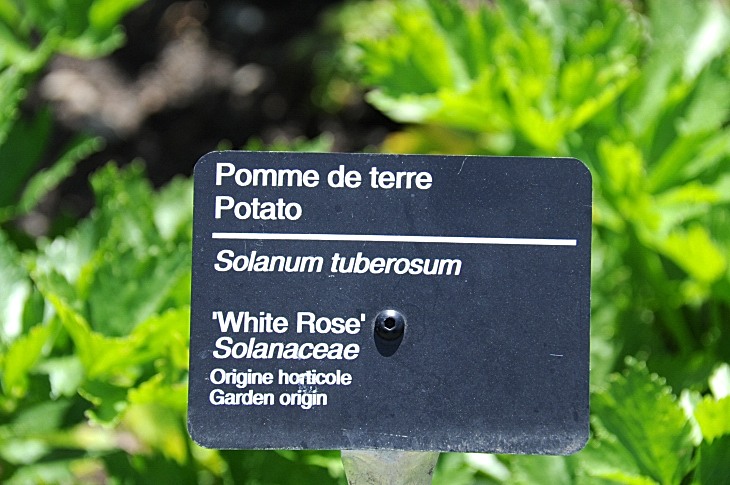 Pomme de terre
Potato
Solanum tuberosum
'White Rose'
Solanaceae
Origine horticole
Garden origin